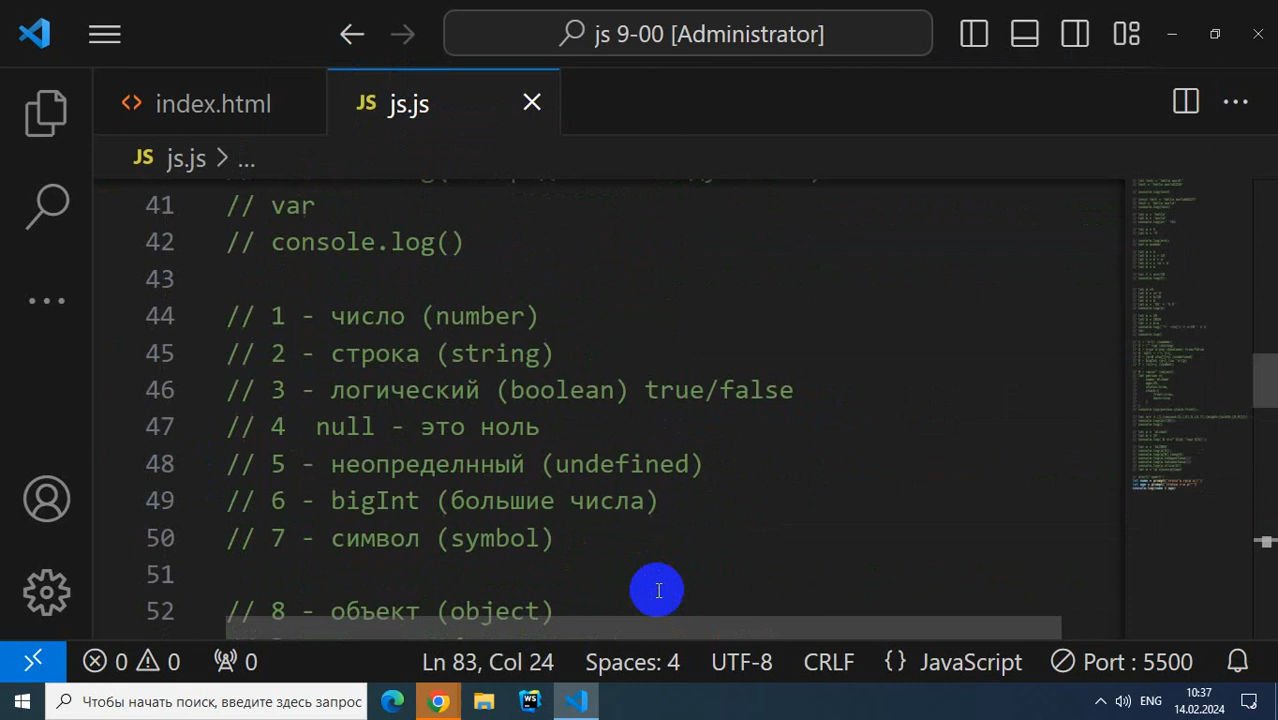 js 9-00 [Administrator]
index.html
JS js.js
JS js.js > ...
41 // var
42 // console.log()
43
44 // 1 - число (number)
45 // 2 - строка (string)
46 // 3 - логический (boolean) true/false
47 // 4  null - это ноль
48 // 5 - неопределнный (undefined)
49 // 6 - bigInt (большие числа)
50 // 7 - символ (symbol)
51
52 // 8 - объект (object)
0 0 0 Ln 83, Col 24 Spaces: 4 UTF-8 CRLF {} JavaScript Port : 5500
Чтобы начать поиск, введите здесь запрос
WS
ENG
10:37
14.02.2024